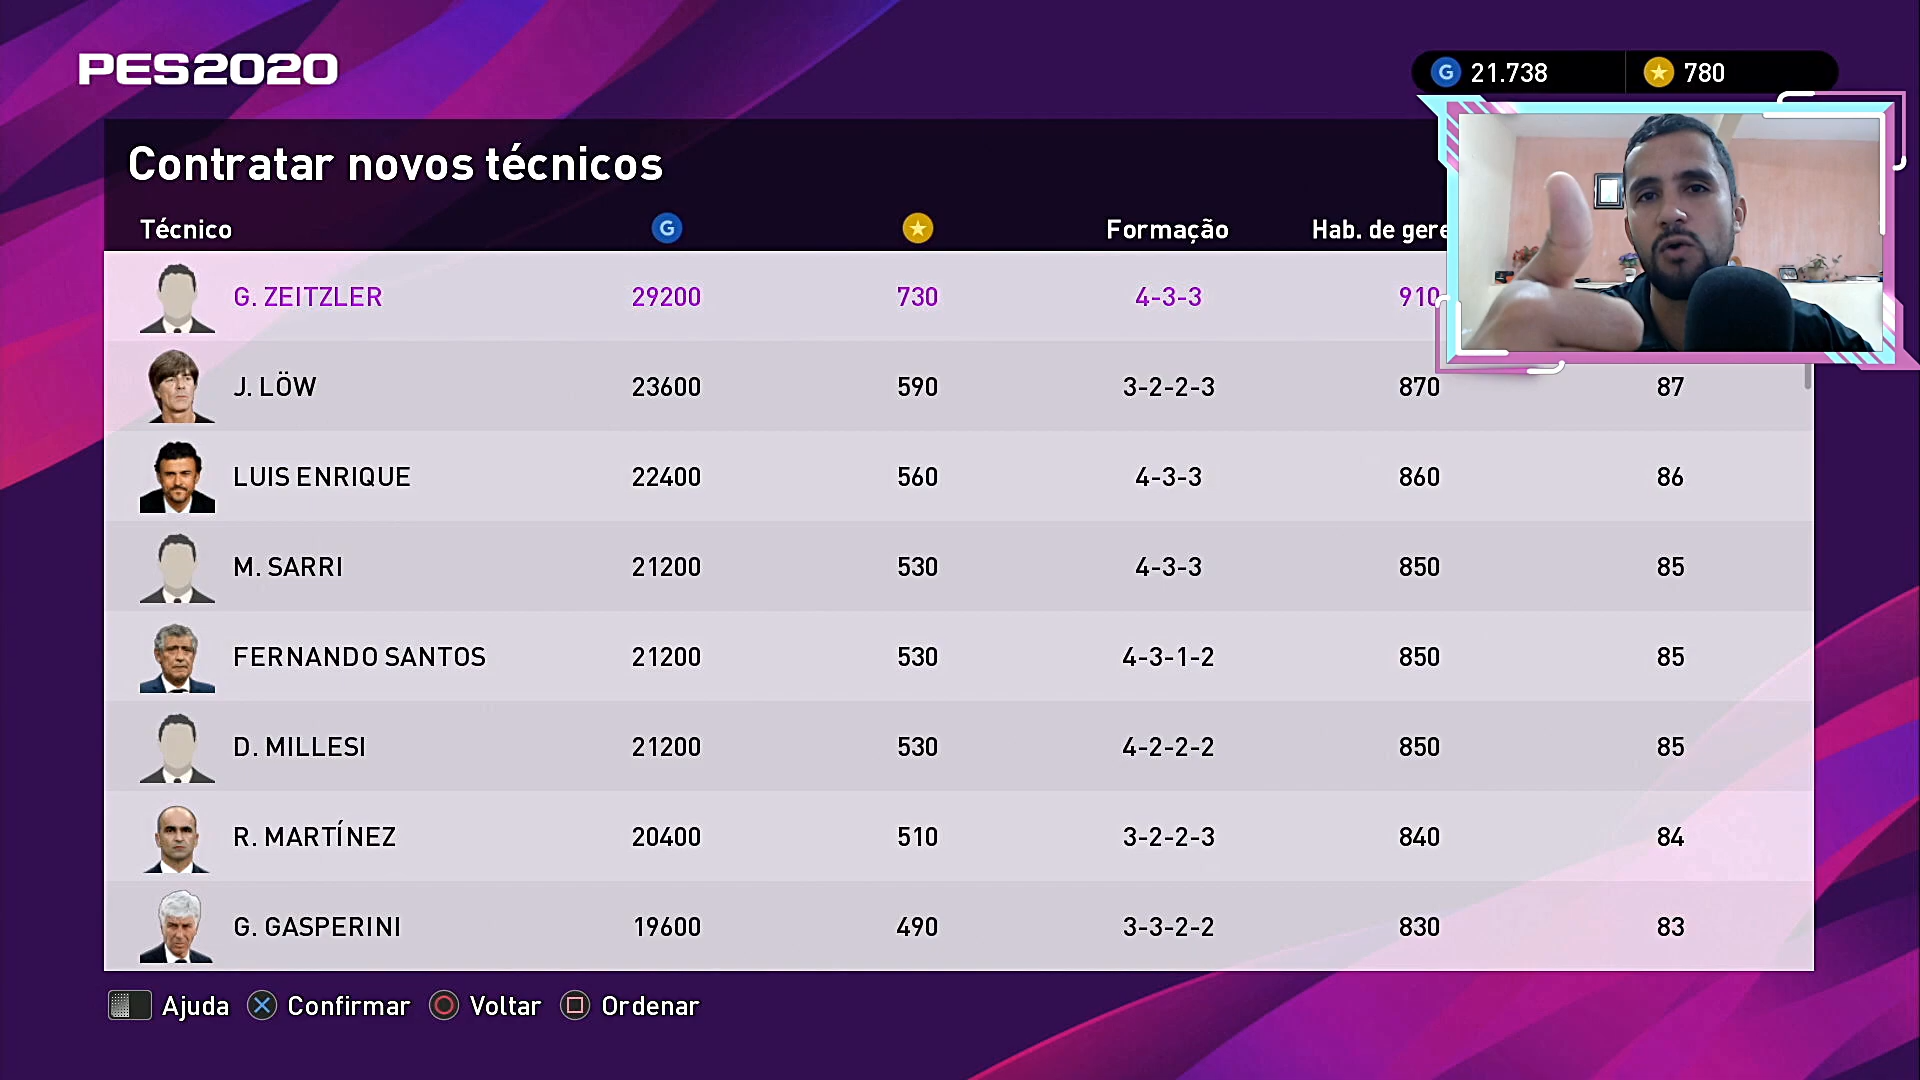 PES2020
G 21.738 780
Contratar novos técnicos
Técnico G Formação Hab. de gere
G. ZEITZLER 29200 730 4-3-3 910
J. LÖW 23600 590 3-2-2-3 870 87
LUIS ENRIQUE 22400 560 4-3-3 860 86
M. SARRI 21200 530 4-3-3 850 85
FERNANDO SANTOS 21200 530 4-3-1-2 850 85
D. MILLESI 21200 530 4-2-2-2 850 85
R. MARTÍNEZ 20400 510 3-2-2-3 840 84
G. GASPERINI 19600 490 3-3-2-2 830 83
Ajuda Confirmar Voltar Ordenar